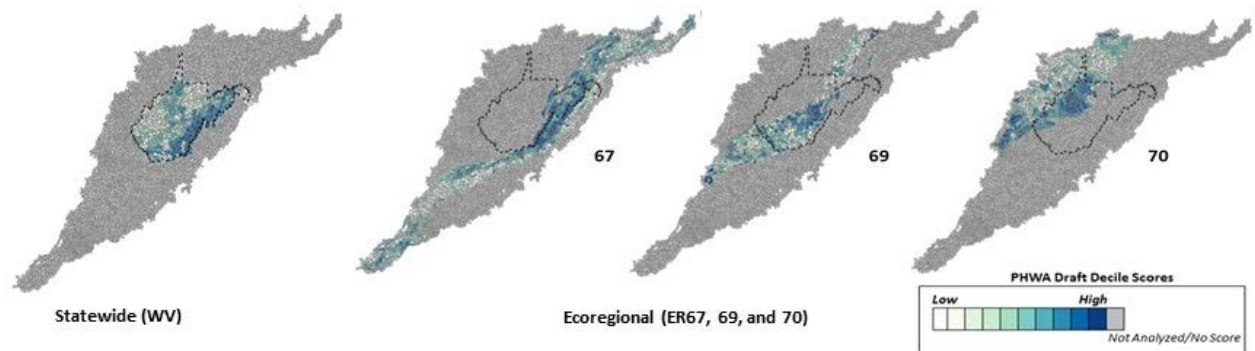 67
69
70
Statewide (WV)
Ecoregional (ER67, 69, and 70)
PHWA Draft Decile Scores
Low High
Not Analyzed/No Score